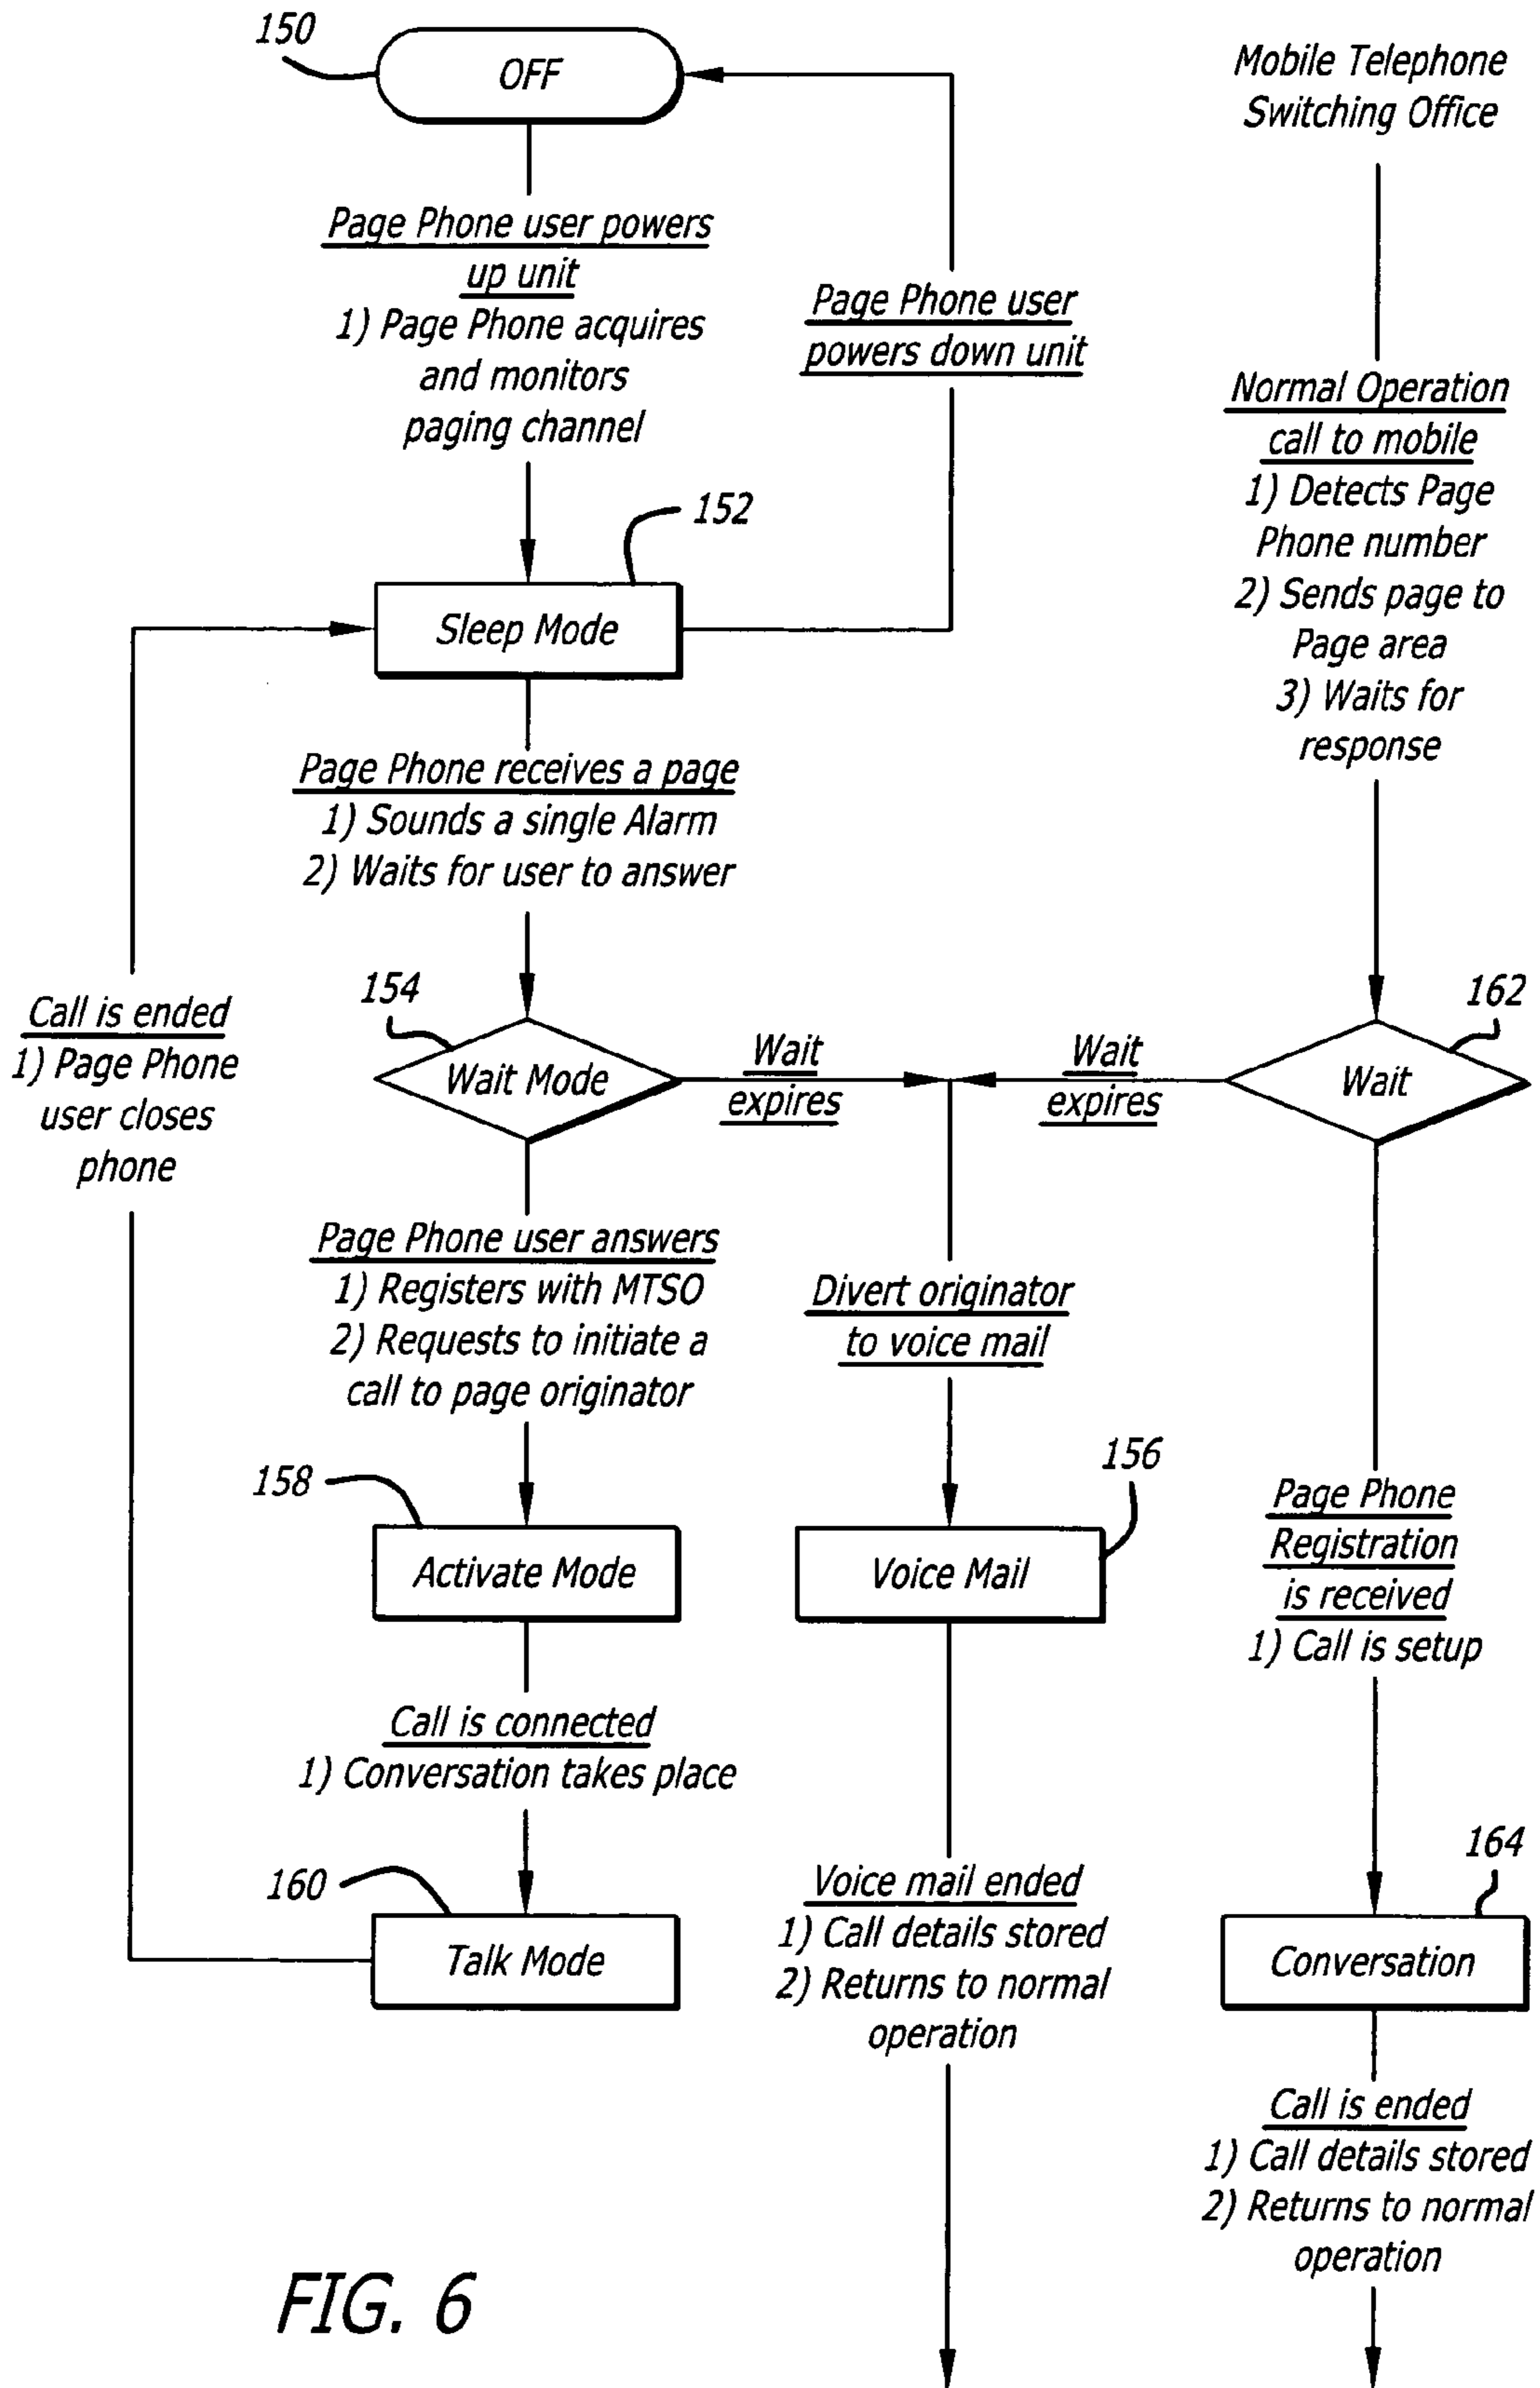 150
OFF
Page Phone user powers
up unit
1) Page Phone acquires
and monitors
paging channel
Page Phone user
powers down unit
152
Sleep Mode
Page Phone receives a page
1) Sounds a single Alarm
2) Waits for user to answer
154
Wait Mode
Wait
expires
Call is ended
1) Page Phone
user closes
phone
Page Phone user answers
1) Registers with MTSO
2) Requests to initiate a
call to page originator
158
Activate Mode
Call is connected
1) Conversation takes place
160
Talk Mode
Divert originator
to voice mail
156
Voice Mail
Voice mail ended
1) Call details stored
2) Returns to normal
operation
Mobile Telephone
Switching Office
Normal Operation
call to mobile
1) Detects Page
Phone number
2) Sends page to
Page area
3) Waits for
response
162
Wait
Wait
expires
Page Phone
Registration
is received
1) Call is setup
164
Conversation
Call is ended
1) Call details stored
2) Returns to normal
operation
FIG. 6